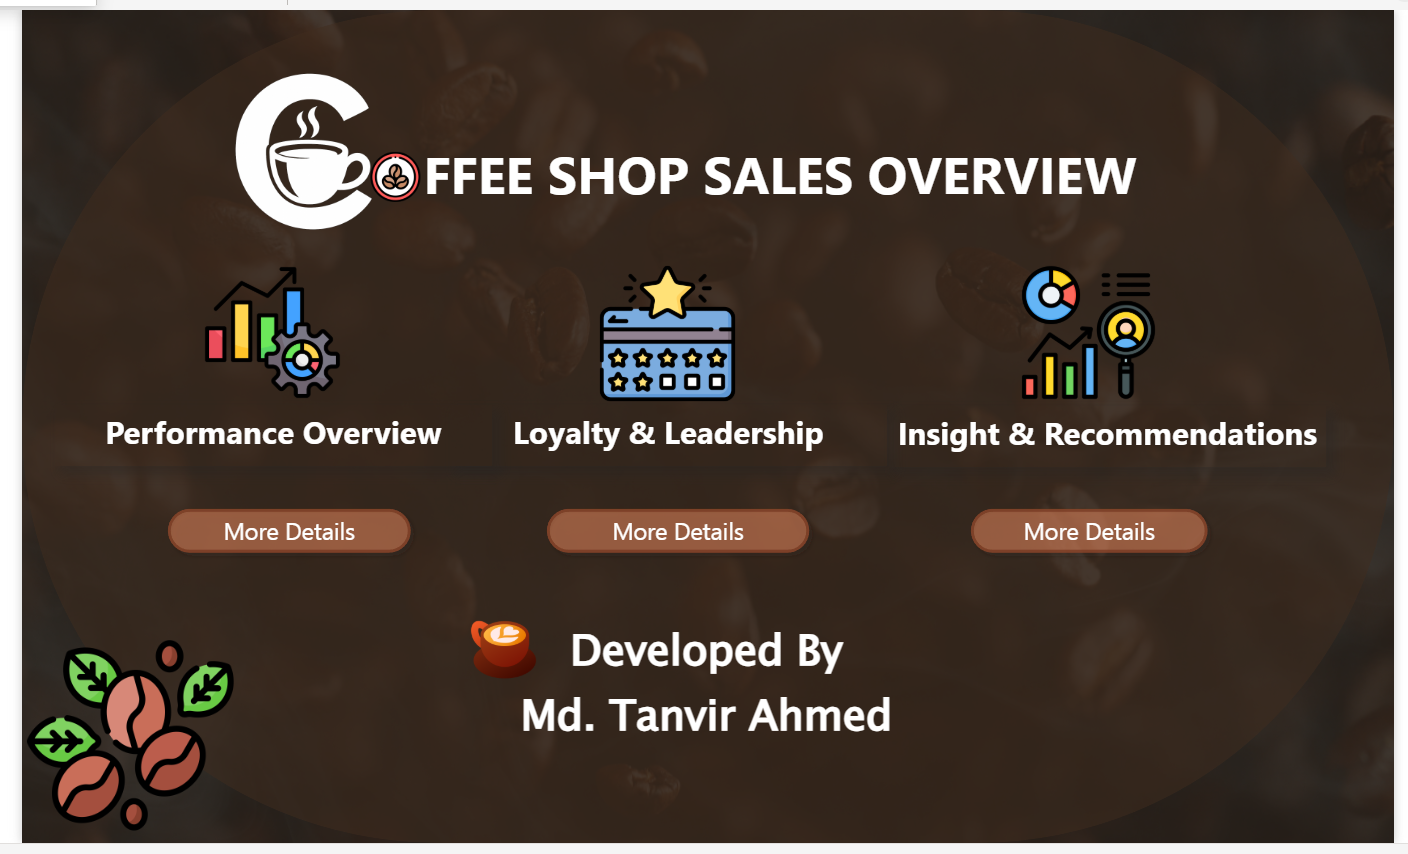 COFFEE SHOP SALES OVERVIEW
Performance Overview
Loyalty & Leadership
Insight & Recommendations
More Details
More Details
More Details
Developed By
Md. Tanvir Ahmed